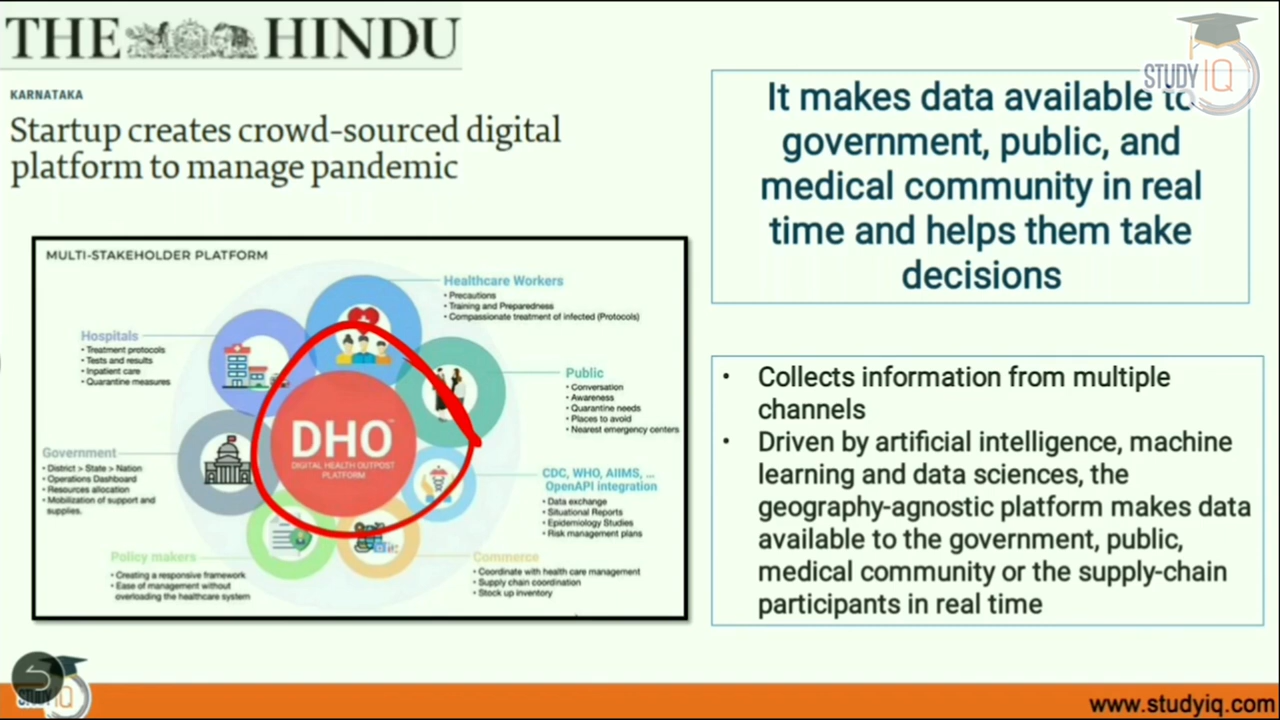 THE HINDU
KARNATAKA
Startup creates crowd-sourced digital
platform to manage pandemic
STUDY IQ
It makes data available to
government, public, and
medical community in real
time and helps them take
decisions
MULTI-STAKEHOLDER PLATFORM
Healthcare Workers
• Precautions
• Training and Preparedness
• Compassionate treatment of infected (Protocols)
Hospitals
• Treatment protocols
• Tests and results
• Inpatient care
• Quarantine measures
Public
• Conversation
• Awareness
• Quarantine needs
• Places to avoid
• Nearest emergency centers
DHO
DIGITAL HEALTH OUTPOST
PLATFORM
Government
• District > State > Nation
• Operations Dashboard
• Resources allocation
• Mobilization of support and
supplies.
CDC, WHO, AIIMS, ...
OpenAPI integration
• Data exchange
• Situational Reports
• Epidemiology Studies
• Risk management plans
Policy makers
• Creating a responsive framework
• Ease of management without
overloading the healthcare system
Commerce
• Coordinate with health care management
• Supply chain coordination
• Stock up inventory
• Collects information from multiple
channels
• Driven by artificial intelligence, machine
learning and data sciences, the
geography-agnostic platform makes data
available to the government, public,
medical community or the supply-chain
participants in real time
STUDY IQ
www.studyiq.com